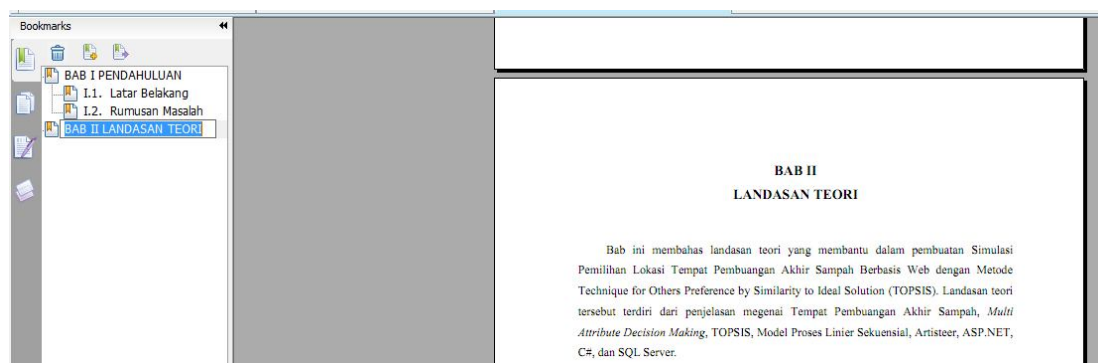 Bookmarks
BAB I PENDAHULUAN
I.1. Latar Belakang
I.2. Rumusan Masalah
BAB II LANDASAN TEORI
BAB II
LANDASAN TEORI
Bab ini membahas landasan teori yang membantu dalam pembuatan Simulasi
Pemilihan Lokasi Tempat Pembuangan Akhir Sampah Berbasis Web dengan Metode
Technique for Others Preference by Similarity to Ideal Solution (TOPSIS). Landasan teori
tersebut terdiri dari penjelasan megenai Tempat Pembuangan Akhir Sampah, Multi
Attribute Decision Making, TOPSIS, Model Proses Linier Sekuensial, Artisteer, ASP.NET,
C#, dan SQL Server.